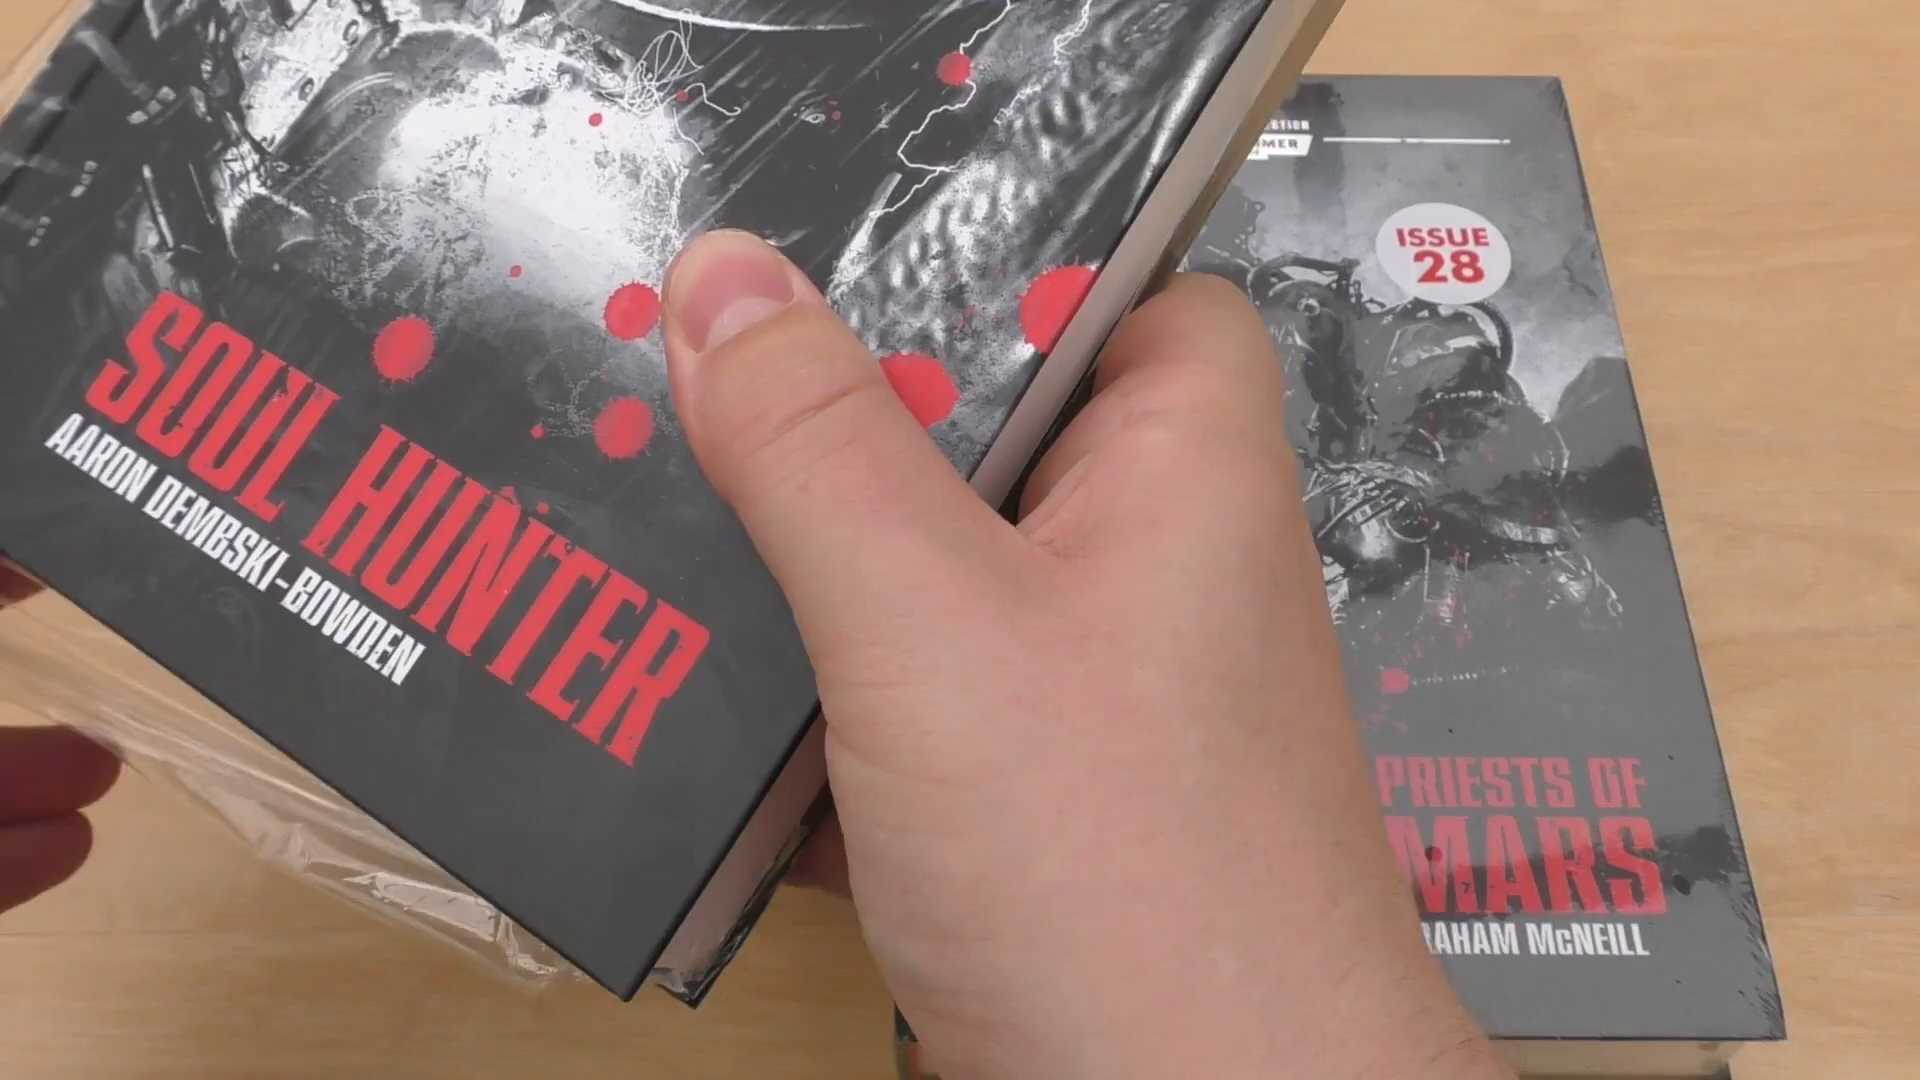 SOUL HUNTER
AARON DEMBSKI-BOWDEN
ISSUE
28
PRIESTS OF
MARS
RAHAM McNEILL